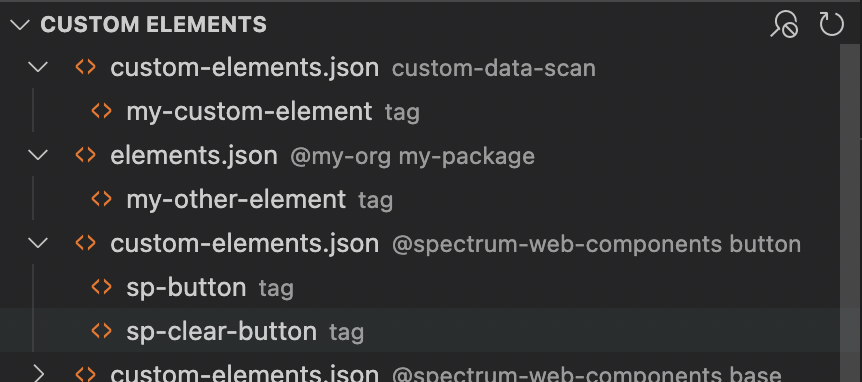 CUSTOM ELEMENTS
custom-elements.json custom-data-scan
my-custom-element tag
elements.json @my-org my-package
my-other-element tag
custom-elements.json @spectrum-web-components button
sp-button tag
sp-clear-button tag
custom-elements.json @spectrum-web-components base